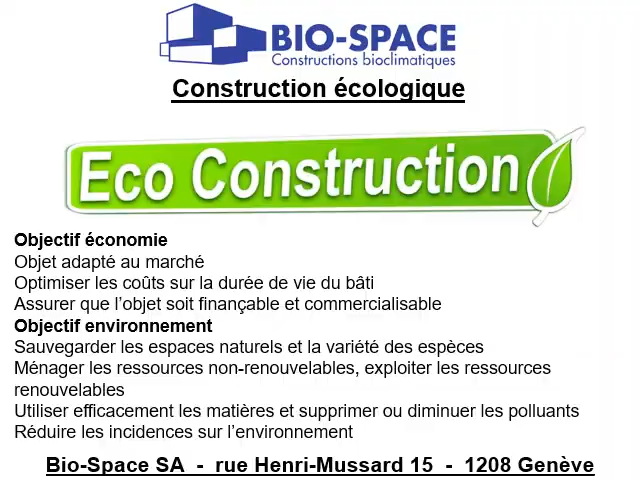 BIO-SPACE
Constructions bioclimatiques
Construction écologique
Eco Construction
Objectif économie
Objet adapté au marché
Optimiser les coûts sur la durée de vie du bâti
Assurer que l’objet soit finançable et commercialisable
Objectif environnement
Sauvegarder les espaces naturels et la variété des espèces
Ménager les ressources non-renouvelables, exploiter les ressources
renouvelables
Utiliser efficacement les matières et supprimer ou diminuer les polluants
Réduire les incidences sur l’environnement
Bio-Space SA - rue Henri-Mussard 15 - 1208 Genève